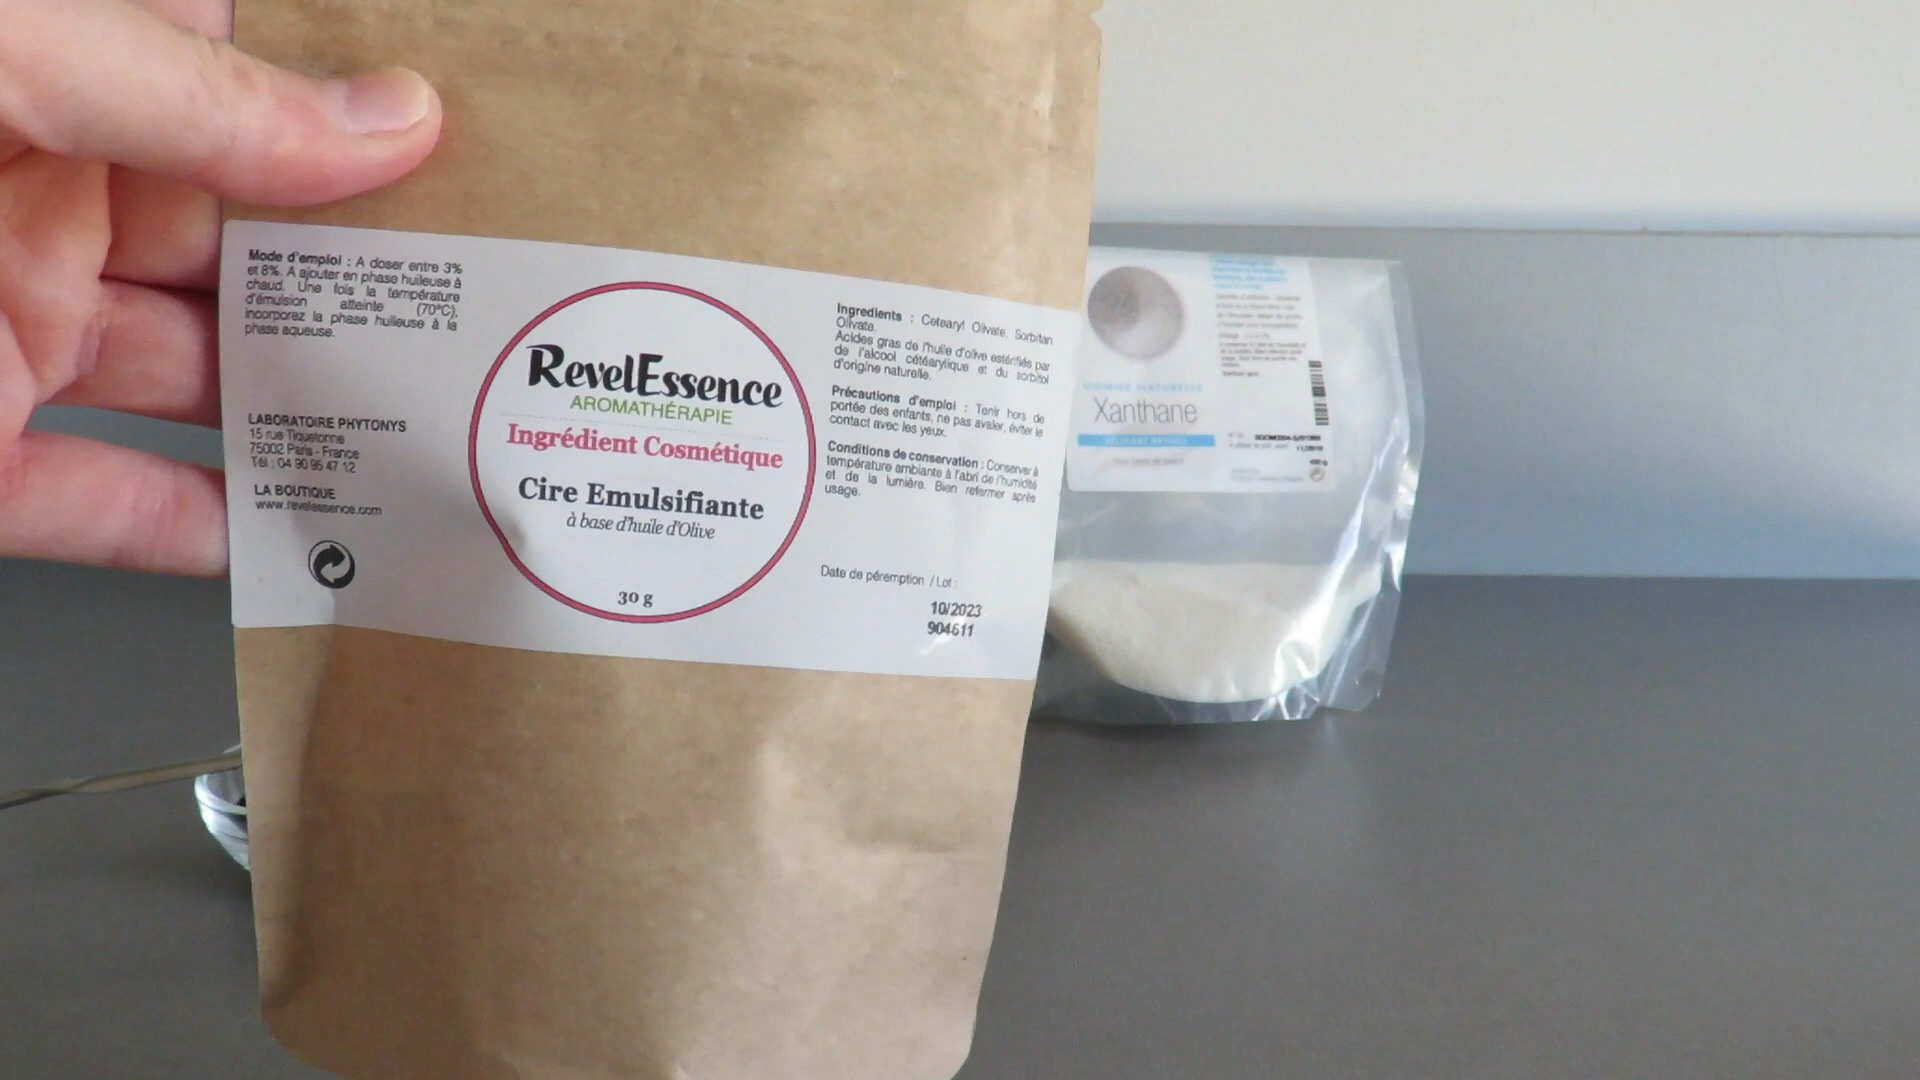 Mode d'emploi : A doser entre 3%
et 8%. A ajouter en phase huileuse à
chaud. Une fois la température
d'émulsion atteinte (70°C),
incorporez la phase huileuse à la
phase aqueuse.
LABORATOIRE PHYTONYS
15 rue Tiquetonne
75002 Paris - France
Tél : 04 90 95 47 12
LA BOUTIQUE
www.revelessence.com
RevelEssence
AROMATHÉRAPIE
Ingrédient Cosmétique
Cire Emulsifiante
à base d'huile d'Olive
30 g
Ingredients : Cetearyl Olivate, Sorbitan
Olivate.
Acides gras de l'huile d'olive estérifiés par
de l'alcool cétéarylique et du sorbitol
d'origine naturelle.
Précautions d'emploi : Tenir hors de
portée des enfants, ne pas avaler, éviter le
contact avec les yeux.
Conditions de conservation : Conserver à
température ambiante à l'abri de l'humidité
et de la lumière. Bien refermer après
usage.
Date de péremption / Lot :
10/2023
904611
GOMME NATURELLE
Xanthane
GÉLIFIANT NATUREL